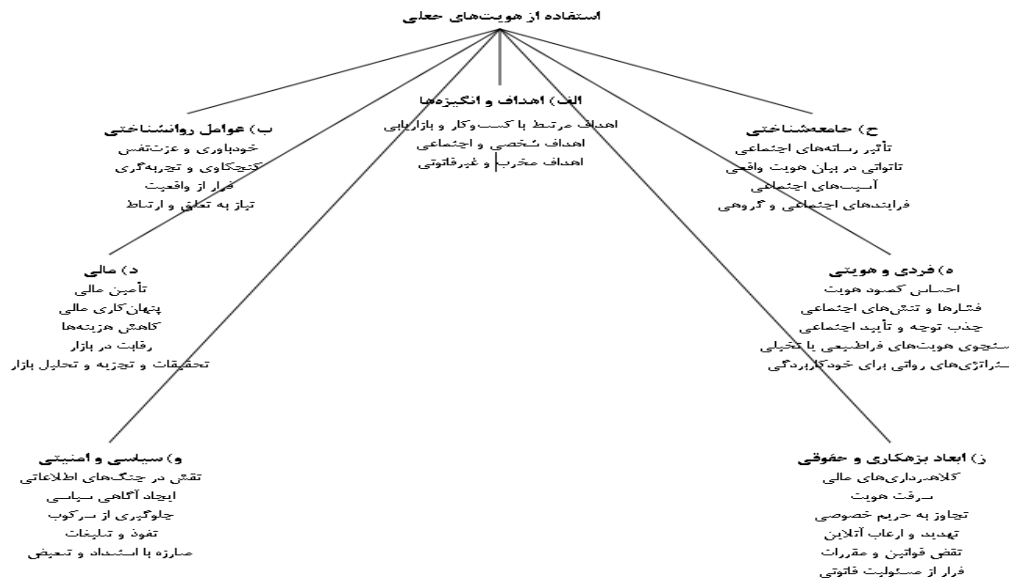 استفاده از هویت‌های جعلی
الف) اهداف و انگیزه‌ها
اهداف مرتبط با کسب‌وکار و بازاریابی
اهداف شخصی و اجتماعی
اهداف مخرب و غیرقانونی
ب) عوامل روانشناختی
خودباوری و عزت‌نفس
کنجکاوی و تجربه‌گری
فرار از واقعیت
نیاز به تعلق و ارتباط
ح) جامعه‌شناختی
تأثیر رسانه‌های اجتماعی
ناتوانی در بیان هویت واقعی
آسیب‌های اجتماعی
فرایندهای اجتماعی و گروهی
د) مالی
تأمین مالی
پنهان‌کاری مالی
کاهش هزینه‌ها
رقابت در بازار
تحقیقات و تجزیه و تحلیل بازار
ه) فردی و هویتی
احساس کمبود هویت
فشارها و تنش‌های اجتماعی
جذب توجه و تأیید اجتماعی
ستجوی هویت‌های فراطبیعی یا تخیلی
ستراتژی‌های روانی برای خودکاربردگی
و) سیاسی و امنیتی
نقش در جنگ‌های اطلاعاتی
ایجاد آگاهی سیاسی
جلوگیری از سرکوب
نفوذ و تبلیغات
مبارزه با استبداد و تبعیض
ز) ابعاد بزهکاری و حقوقی
کلاهبرداری‌های مالی
سرقت هویت
تجاوز به حریم خصوصی
تهدید و ارعاب آنلاین
نقض قوانین و مقررات
فرار از مسئولیت قانونی